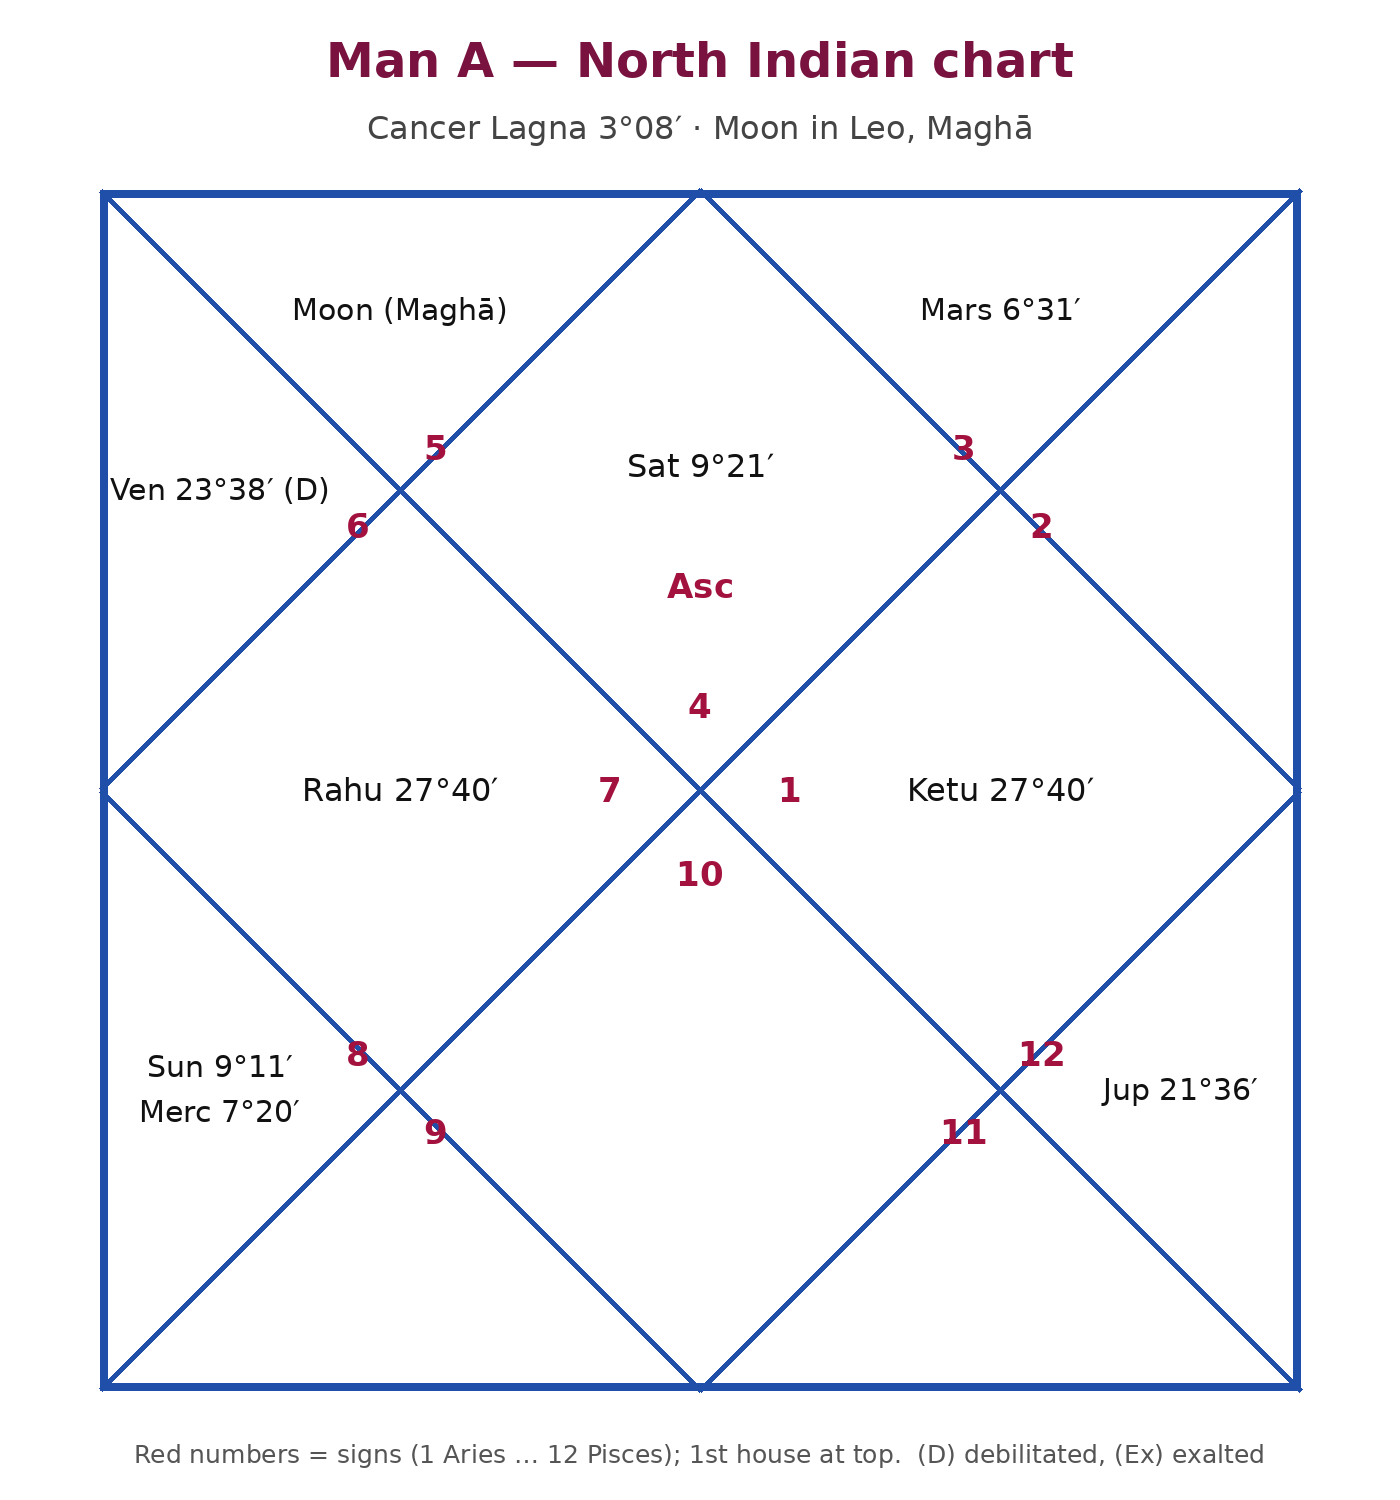 Man A — North Indian chart
Cancer Lagna 3°08′ · Moon in Leo, Maghā
Moon (Maghā)
Mars 6°31′
5
3
Sat 9°21′
Ven 23°38′ (D)
6
2
Asc
4
Rahu 27°40′
7
1
Ketu 27°40′
10
8
12
Sun 9°11′
Merc 7°20′
Jup 21°36′
9
11
Red numbers = signs (1 Aries … 12 Pisces); 1st house at top.  (D) debilitated, (Ex) exalted